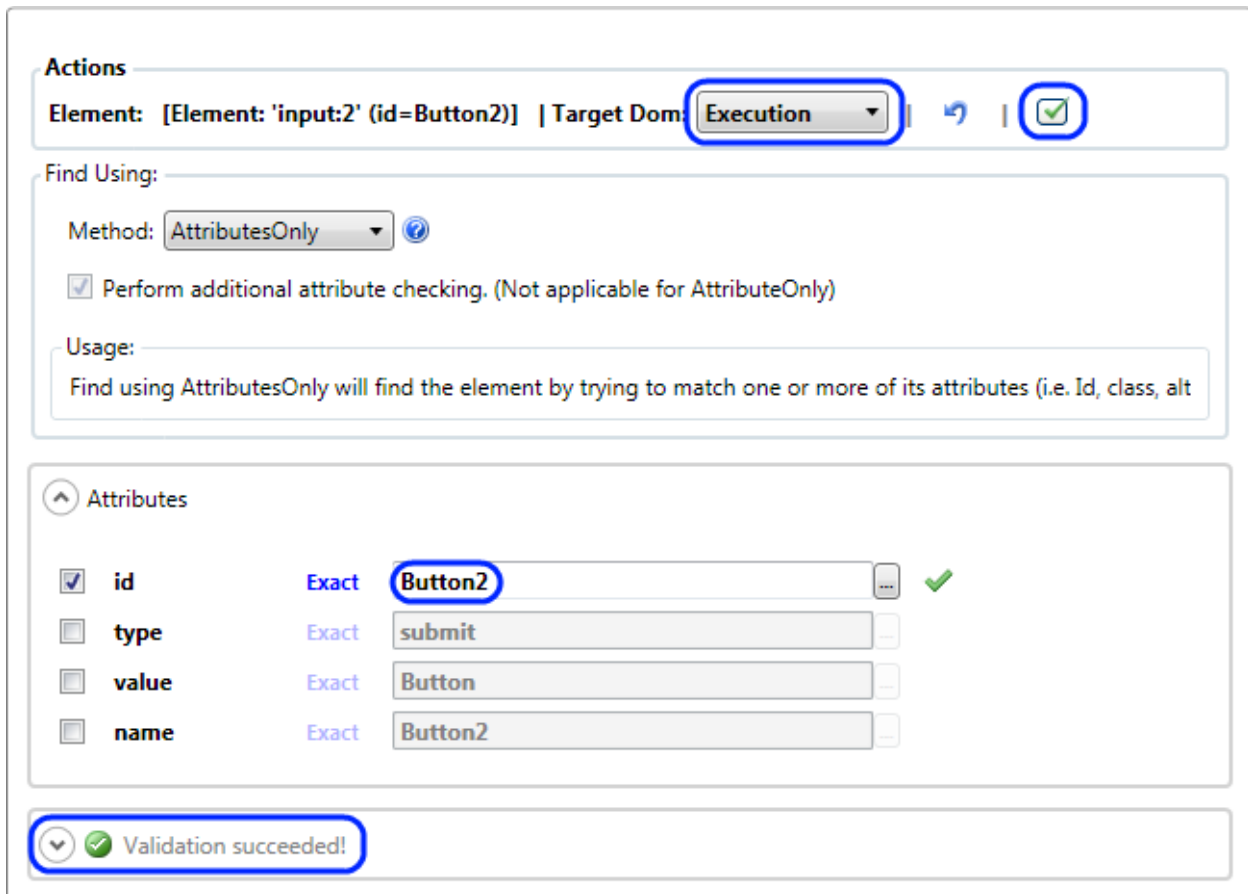 Actions
Element: [Element: 'input:2' (id=Button2)] | Target Dom: Execution | |
Find Using:
Method: AttributesOnly
Perform additional attribute checking. (Not applicable for AttributeOnly)
Usage:
Find using AttributesOnly will find the element by trying to match one or more of its attributes (i.e. Id, class, alt
Attributes
id Exact Button2 ...
type Exact submit ...
value Exact Button ...
name Exact Button2 ...
Validation succeeded!